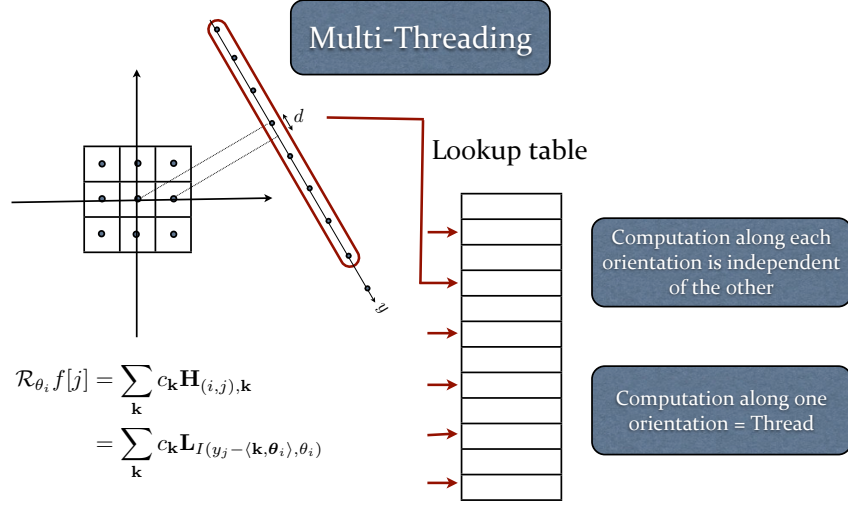 Multi-Threading
d
Lookup table
y
Computation along each
orientation is independent
of the other
Computation along one
orientation = Thread
$\mathcal{R}_{\theta_i} f[j] = \sum_{\mathbf{k}} c_{\mathbf{k}} \mathbf{H}_{(i,j),\mathbf{k}}$
$= \sum_{\mathbf{k}} c_{\mathbf{k}} \mathbf{L}_{I(y_j - \langle \mathbf{k}, \boldsymbol{\theta}_i \rangle, \theta_i)}$